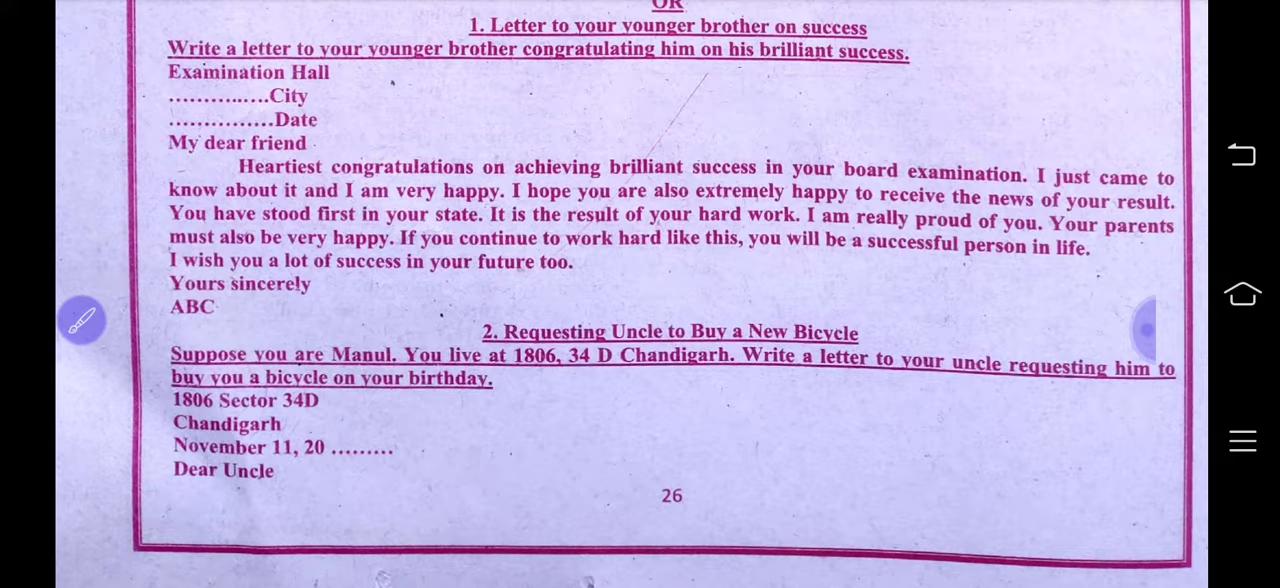 OR
1. Letter to your younger brother on success
Write a letter to your younger brother congratulating him on his brilliant success.
Examination Hall
..................City
...............Date
My dear friend
Heartiest congratulations on achieving brilliant success in your board examination. I just came to
know about it and I am very happy. I hope you are also extremely happy to receive the news of your result.
You have stood first in your state. It is the result of your hard work. I am really proud of you. Your parents
must also be very happy. If you continue to work hard like this, you will be a successful person in life.
I wish you a lot of success in your future too.
Yours sincerely
ABC
2. Requesting Uncle to Buy a New Bicycle
Suppose you are Manul. You live at 1806, 34 D Chandigarh. Write a letter to your uncle requesting him to
buy you a bicycle on your birthday.
1806 Sector 34D
Chandigarh
November 11, 20 .........
Dear Uncle
26